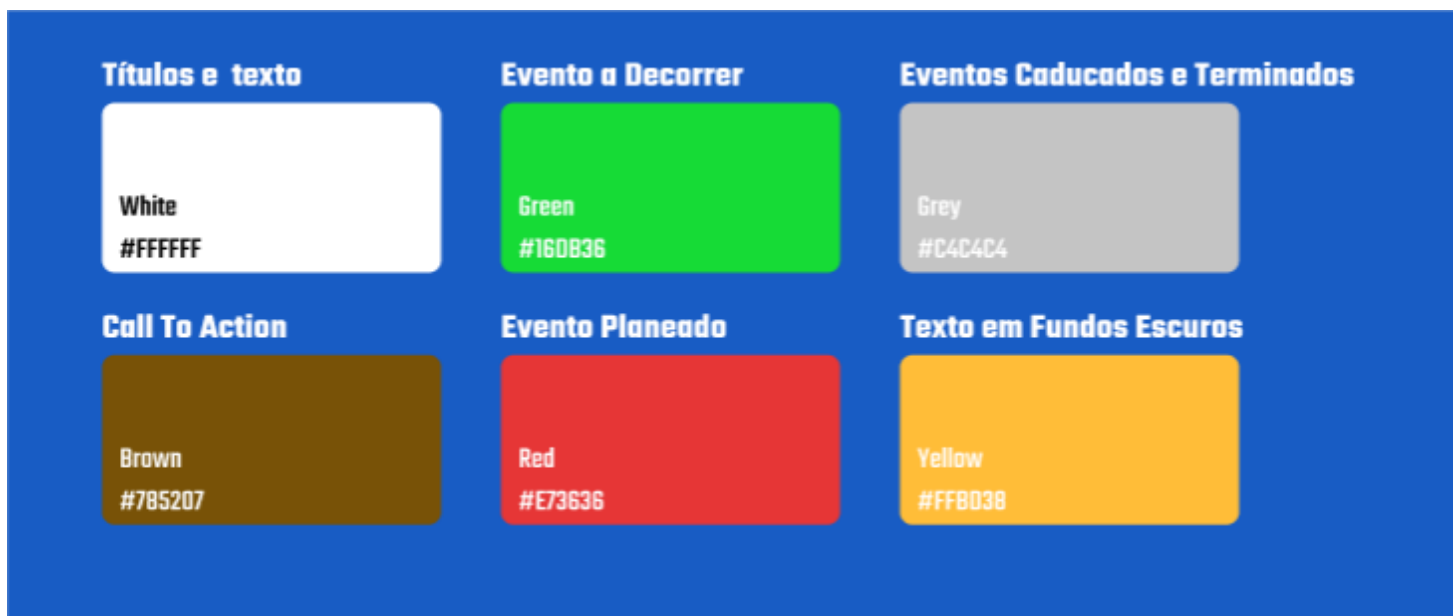 Títulos e texto
White
#FFFFFF
Evento a Decorrer
Green
#16DB36
Eventos Caducados e Terminados
Grey
#C4C4C4
Call To Action
Brown
#785207
Evento Planeado
Red
#E73636
Texto em Fundos Escuros
Yellow
#FFBD38